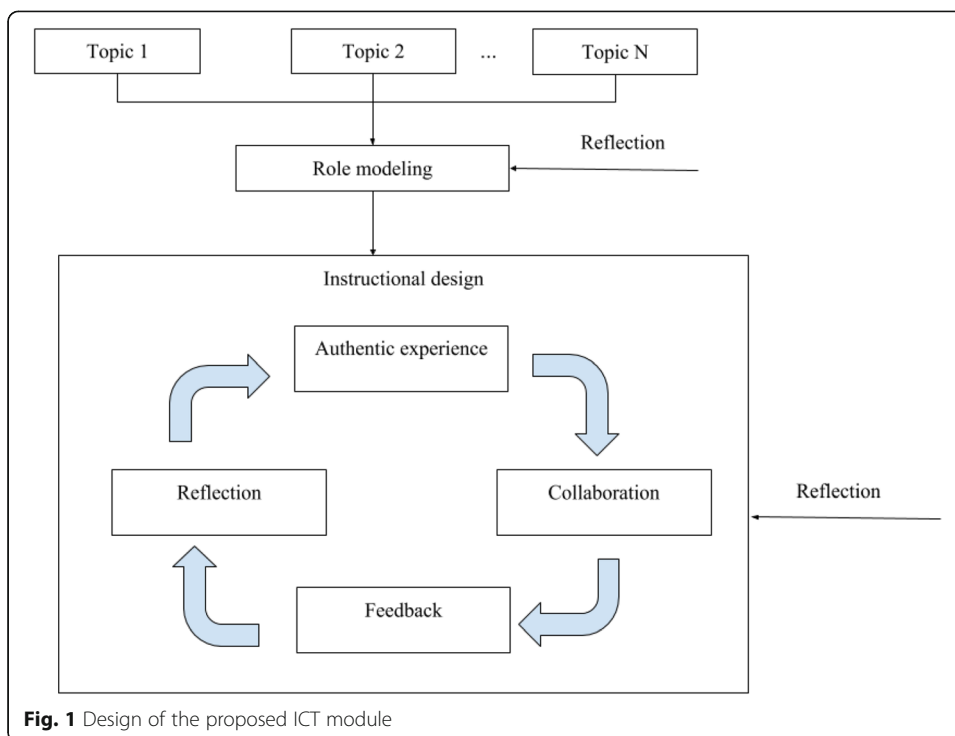 Topic 1 Topic 2 ... Topic N
Reflection
Role modeling
Instructional design
Authentic experience
Reflection Collaboration
Reflection
Feedback
Fig. 1 Design of the proposed ICT module